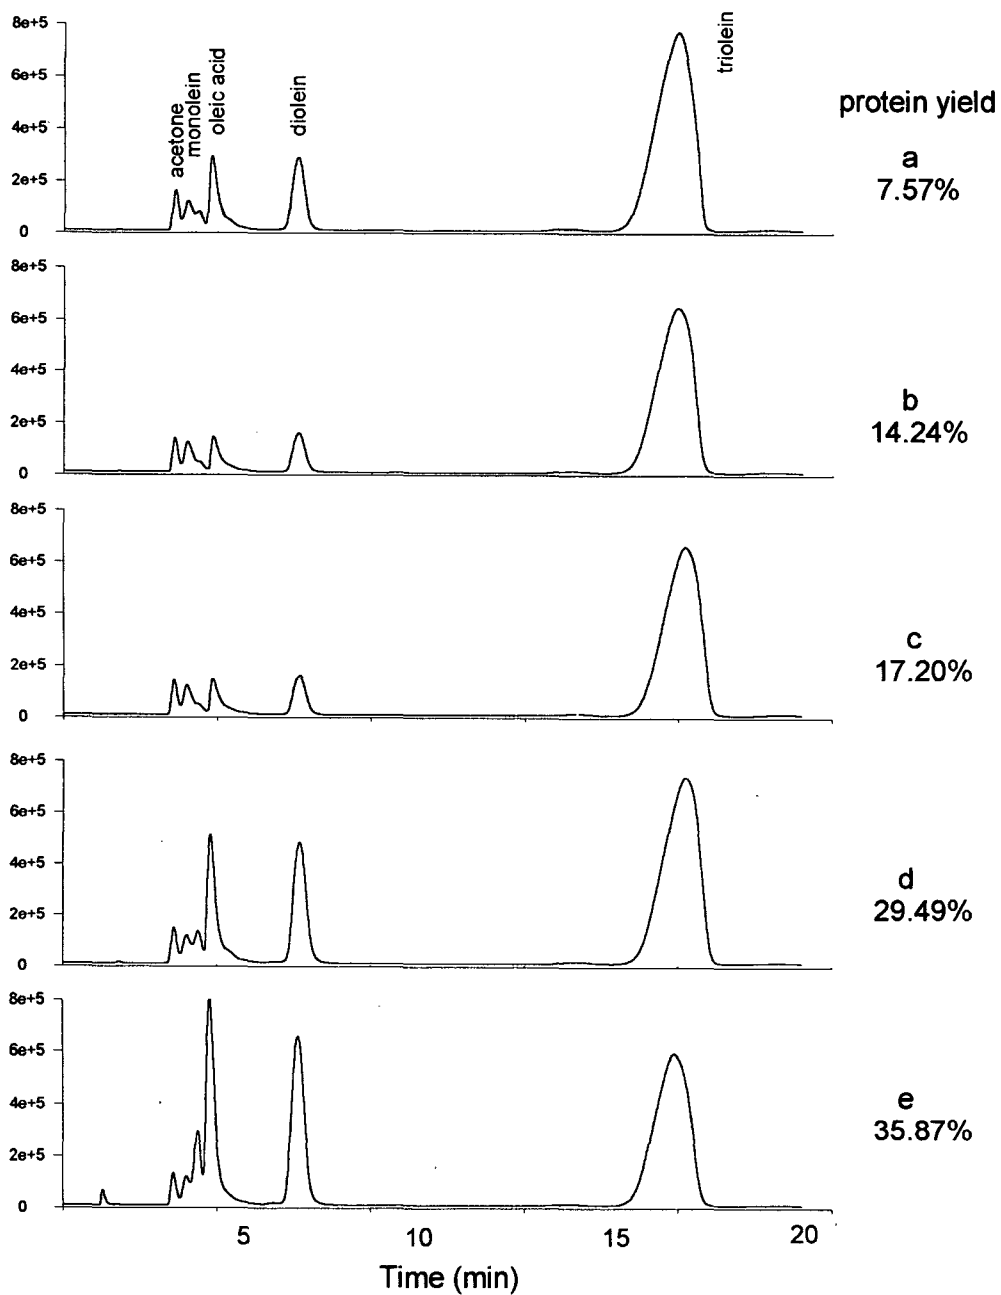 8e+5
6e+5
4e+5
2e+5
0
acetone
monolein
oleic acid
diolein
triolein
protein yield
a
7.57%
8e+5
6e+5
4e+5
2e+5
0
b
14.24%
8e+5
6e+5
4e+5
2e+5
0
c
17.20%
8e+5
6e+5
4e+5
2e+5
0
d
29.49%
8e+5
6e+5
4e+5
2e+5
0
e
35.87%
5
10
15
20
Time (min)